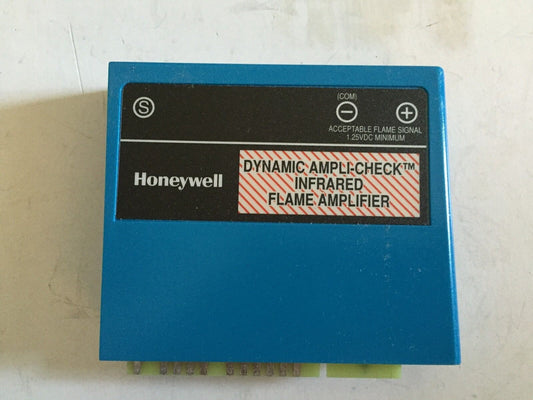 S
(COM)
− +
ACCEPTABLE FLAME SIGNAL
1.25VDC MINIMUM
Honeywell
DYNAMIC AMPLI-CHECK™
INFRARED
FLAME AMPLIFIER